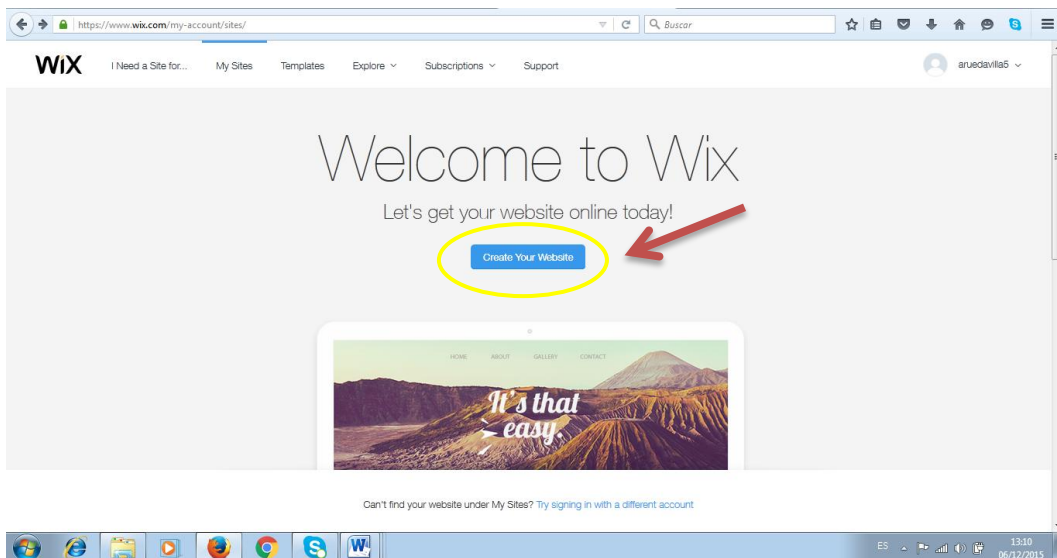 https://www.wix.com/my-account/sites/
Buscar
WiX
I Need a Site for...
My Sites
Templates
Explore
Subscriptions
Support
aruedavilla5
Welcome to Wix
Let's get your website online today!
Create Your Website
HOME ABOUT GALLERY CONTACT
It's that
easy.
Can't find your website under My Sites? Try signing in with a different account
ES
13:10
06/12/2015